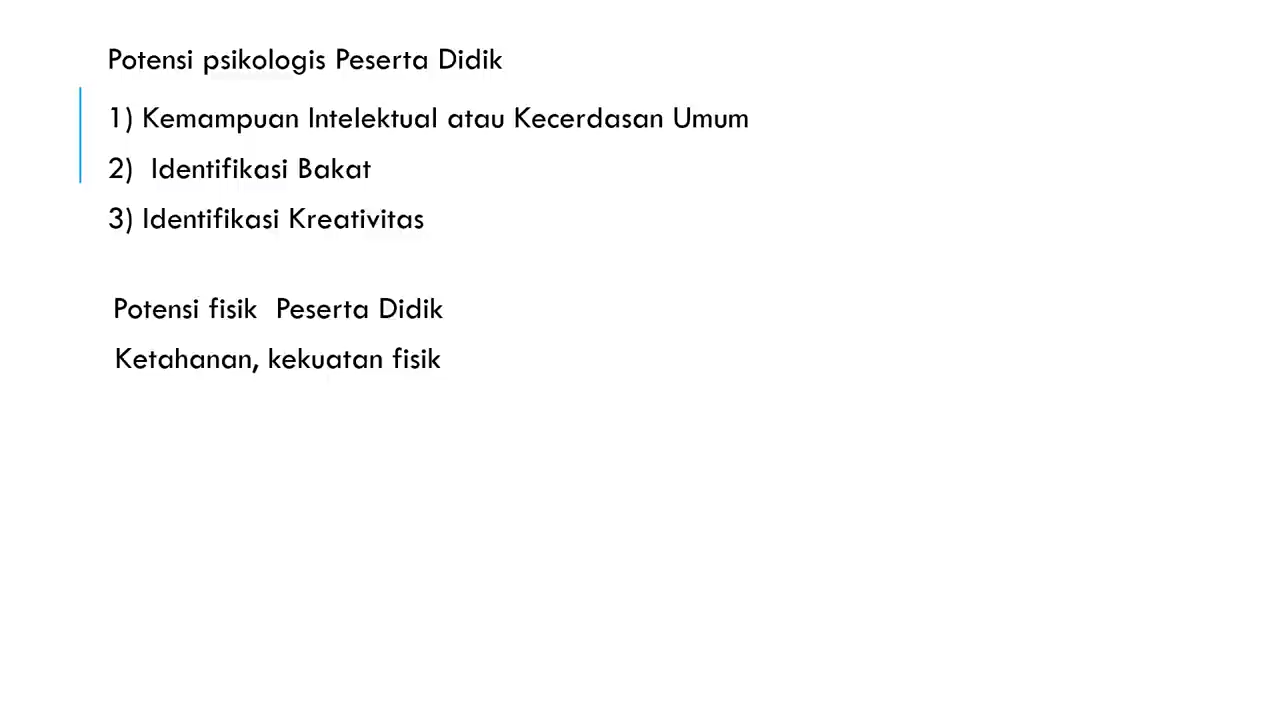 Potensi psikologis Peserta Didik
1) Kemampuan Intelektual atau Kecerdasan Umum
2)  Identifikasi Bakat
3) Identifikasi Kreativitas
Potensi fisik  Peserta Didik
Ketahanan, kekuatan fisik